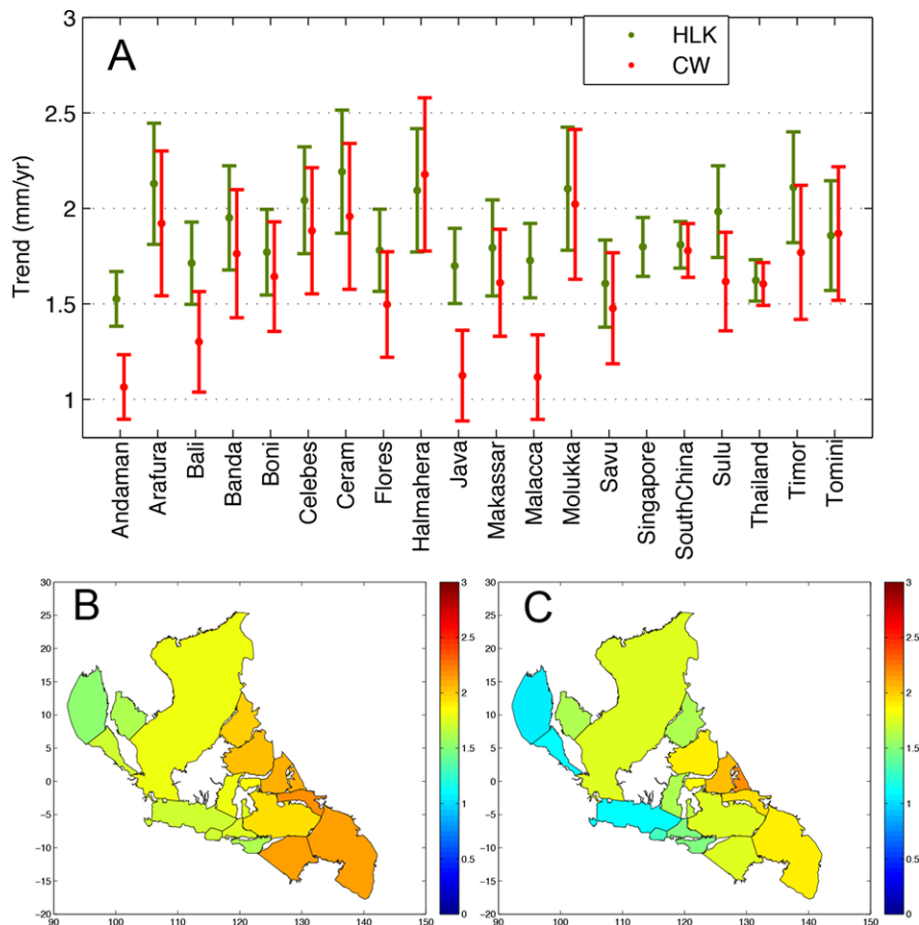 A
HLK
CW
Trend (mm/yr)
3
2.5
2
1.5
1
Andaman
Arafura
Bali
Banda
Boni
Celebes
Ceram
Flores
Halmahera
Java
Makassar
Malacca
Molukka
Savu
Singapore
SouthChina
Sulu
Thailand
Timor
Tomini
B
30
25
20
15
10
5
0
−5
−10
−15
−20
90 100 110 120 130 140 150
3
2.5
2
1.5
1
0.5
0
C
30
25
20
15
10
5
0
−5
−10
−15
−20
90 100 110 120 130 140 150
3
2.5
2
1.5
1
0.5
0